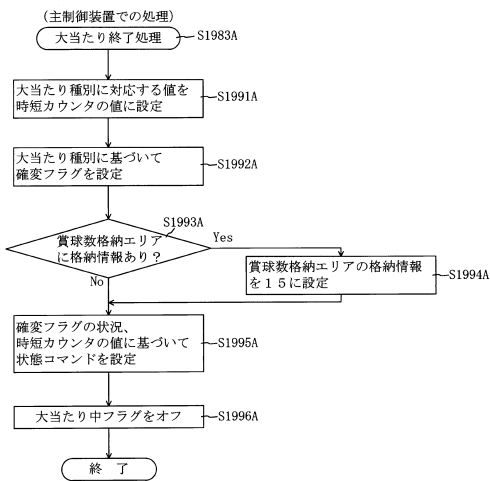 (主制御装置での処理)
大当たり終了処理
S1983A
大当たり種別に対応する値を
時短カウンタの値に設定
S1991A
大当たり種別に基づいて
確変フラグを設定
S1992A
S1993A
賞球数格納エリア
に格納情報あり?
Yes
No
賞球数格納エリアの格納情報
を15に設定
S1994A
確変フラグの状況、
時短カウンタの値に基づいて
状態コマンドを設定
S1995A
大当たり中フラグをオフ
S1996A
終 了